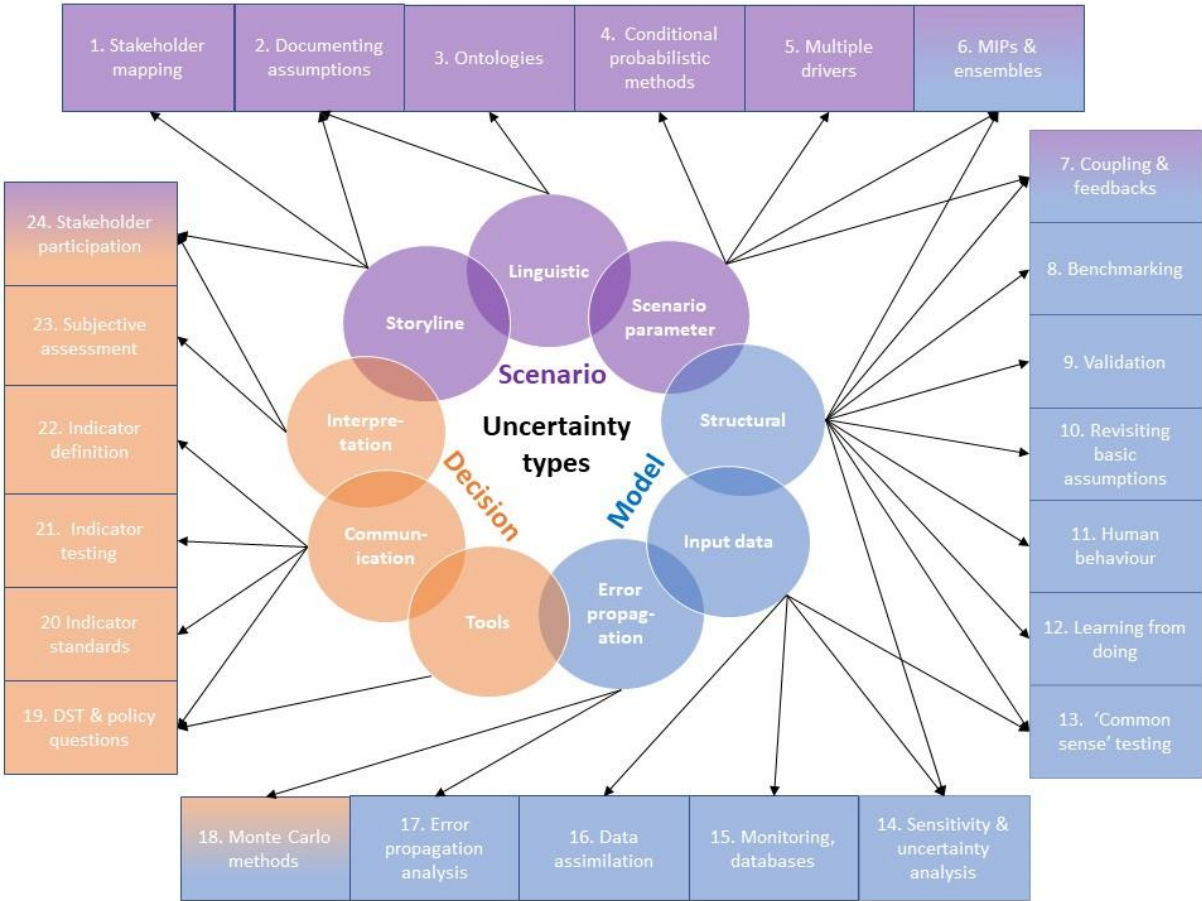 1. Stakeholder
mapping
2. Documenting
assumptions
3. Ontologies
4. Conditional
probabilistic
methods
5. Multiple
drivers
6. MIPs &
ensembles
7. Coupling &
feedbacks
8. Benchmarking
9. Validation
10. Revisiting
basic
assumptions
11. Human
behaviour
12. Learning from
doing
13. ‘Common
sense’ testing
14. Sensitivity &
uncertainty
analysis
15. Monitoring,
databases
16. Data
assimilation
17. Error
propagation
analysis
18. Monte Carlo
methods
19. DST & policy
questions
20 Indicator
standards
21. Indicator
testing
22. Indicator
definition
23. Subjective
assessment
24. Stakeholder
participation
Storyline
Linguistic
Scenario
parameter
Structural
Input data
Error
propag-
ation
Tools
Commun-
ication
Interpre-
tation
Scenario
Uncertainty
types
Decision
Model